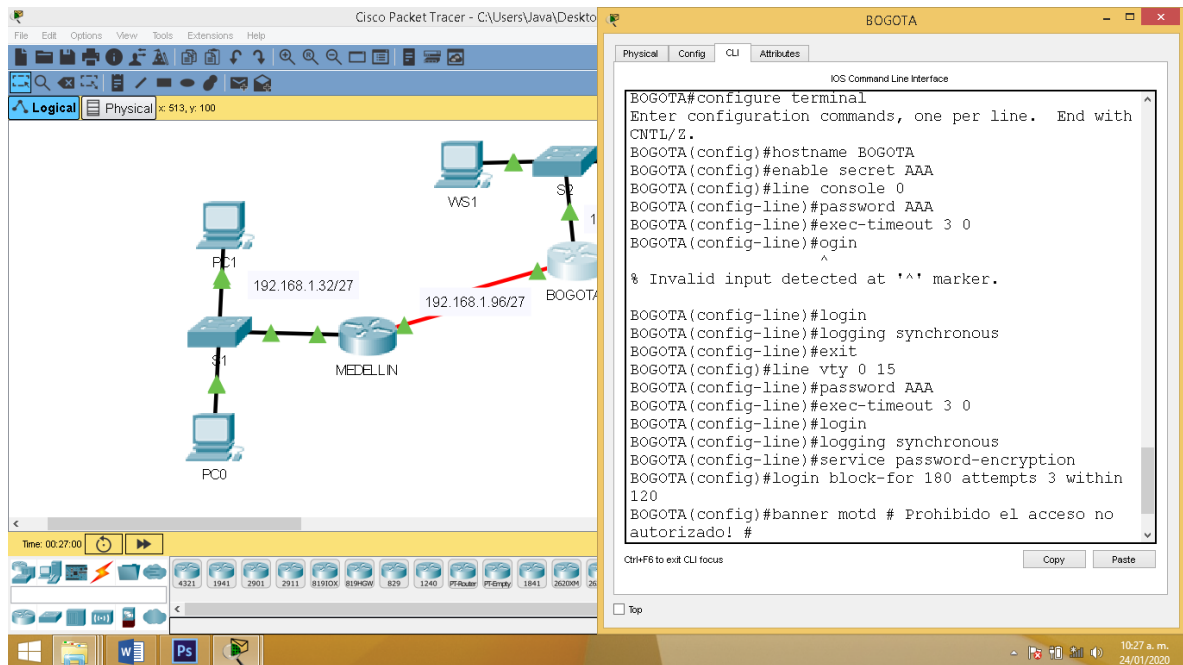 Cisco Packet Tracer - C:\Users\Java\Deskto
File Edit Options View Tools Extensions Help
Logical
Physical
x: 513, y: 100
WS1
S2
1
PC1
192.168.1.32/27
192.168.1.96/27
BOGOTA
S1
MEDELLIN
PC0
Time: 00:27:00
4321 1941 2901 2911 819IOX 819HGW 829 1240 PT-Router PT-Empty 1841 2620XM 26
BOGOTA
Physical Config CLI Attributes
IOS Command Line Interface
BOGOTA#configure terminal
Enter configuration commands, one per line. End with
CNTL/Z.
BOGOTA(config)#hostname BOGOTA
BOGOTA(config)#enable secret AAA
BOGOTA(config)#line console 0
BOGOTA(config-line)#password AAA
BOGOTA(config-line)#exec-timeout 3 0
BOGOTA(config-line)#ogin
^
% Invalid input detected at '^' marker.
BOGOTA(config-line)#login
BOGOTA(config-line)#logging synchronous
BOGOTA(config-line)#exit
BOGOTA(config)#line vty 0 15
BOGOTA(config-line)#password AAA
BOGOTA(config-line)#exec-timeout 3 0
BOGOTA(config-line)#login
BOGOTA(config-line)#logging synchronous
BOGOTA(config-line)#service password-encryption
BOGOTA(config)#login block-for 180 attempts 3 within
120
BOGOTA(config)#banner motd # Prohibido el acceso no
autorizado! #
Ctrl+F6 to exit CLI focus
Copy
Paste
Top
Ps
10:27 a. m.
24/01/2020